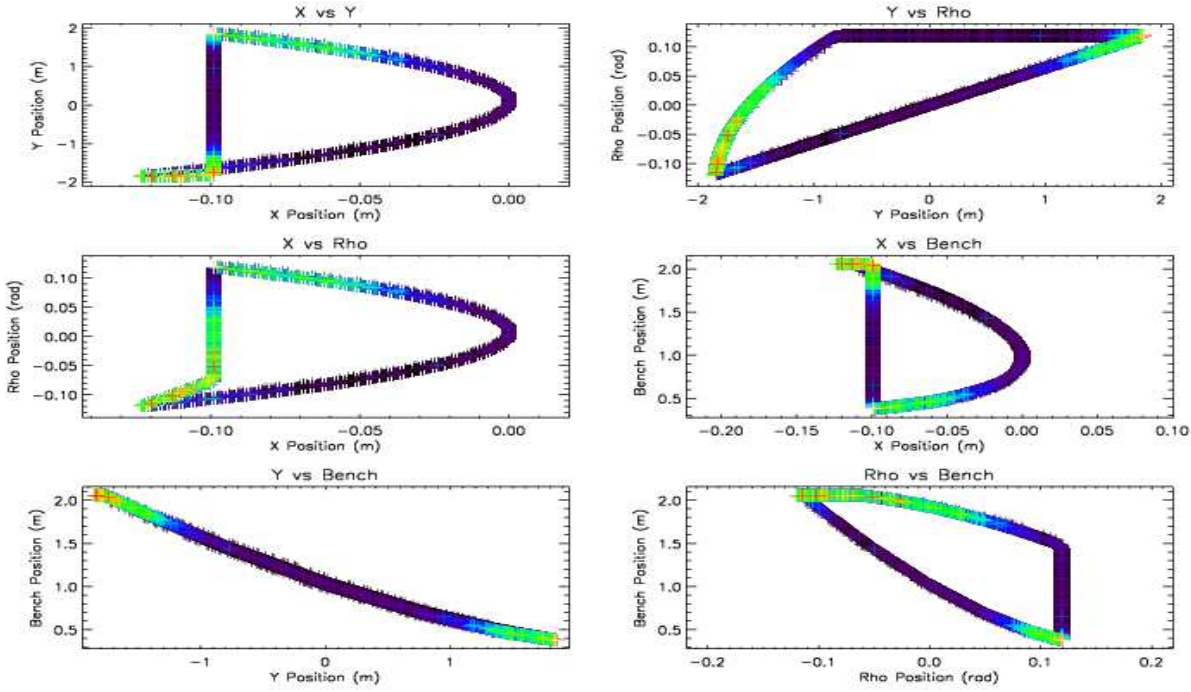 X vs Y
Y Position (m)
2
1
0
−1
−2
−0.10
−0.05
0.00
X Position (m)
Y vs Rho
Rho Position (rad)
0.10
0.05
0.00
−0.05
−0.10
−2
−1
0
1
2
Y Position (m)
X vs Rho
Rho Position (rad)
0.10
0.05
0.00
−0.05
−0.10
−0.10
−0.05
0.00
X Position (m)
X vs Bench
Bench Position (m)
2.0
1.5
1.0
0.5
−0.20
−0.15
−0.10
−0.05
0.00
0.05
0.10
X Position (m)
Y vs Bench
Bench Position (m)
2.0
1.5
1.0
0.5
−1
0
1
Y Position (m)
Rho vs Bench
Bench Position (m)
2.0
1.5
1.0
0.5
−0.2
−0.1
0.0
0.1
0.2
Rho Position (rad)